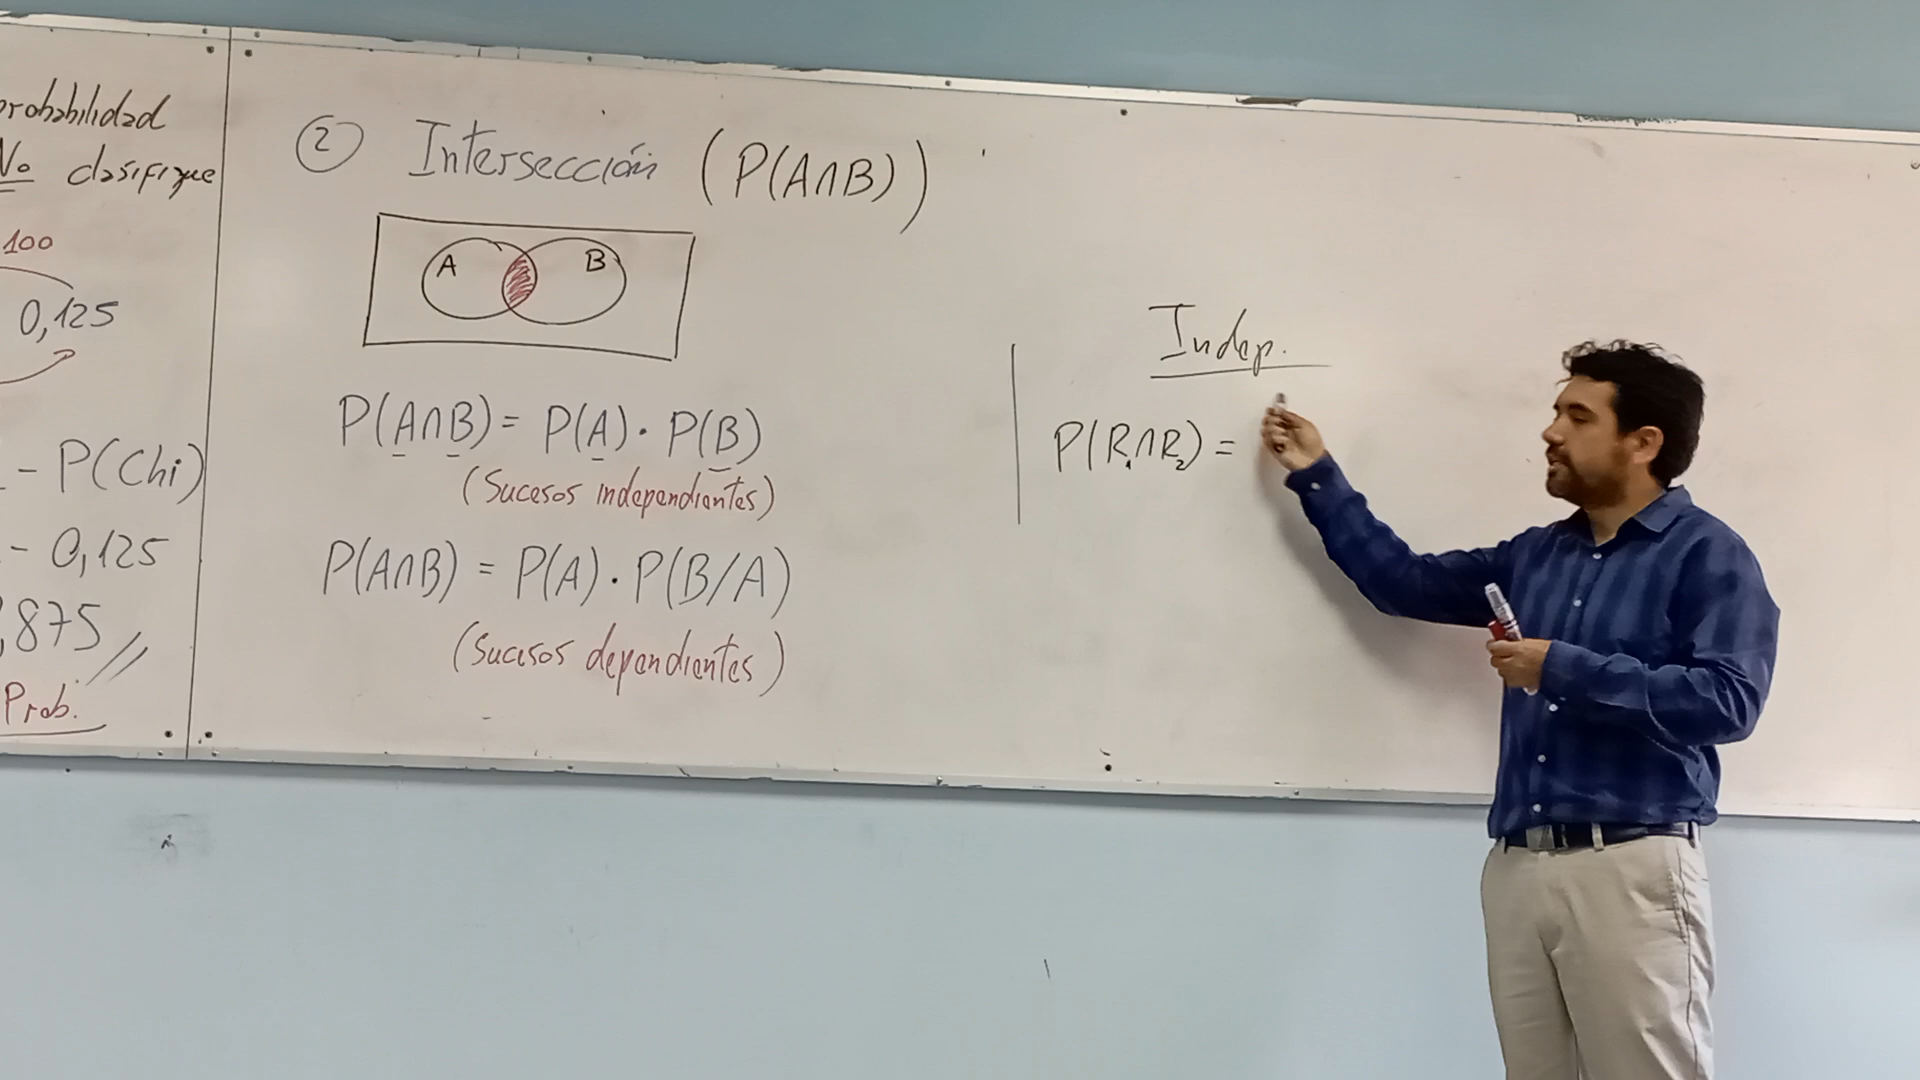 probabilidad
No clasifique
100
0,125
- P(Chi)
- 0,125
,875
Prob.
② Intersección (P(A∩B))
A B
P(A∩B) = P(A) · P(B)
(Sucesos independientes)
P(A∩B) = P(A) · P(B/A)
(Sucesos dependientes)
Indep.
P(R₁∩R₂) =